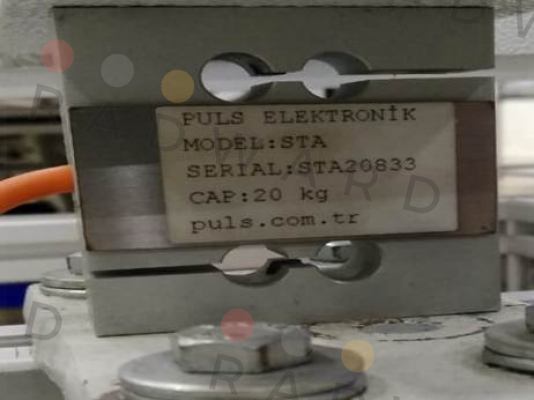 PULS ELEKTRONİK
MODEL:STA
SERIAL:STA20833
CAP:20 kg
puls.com.tr